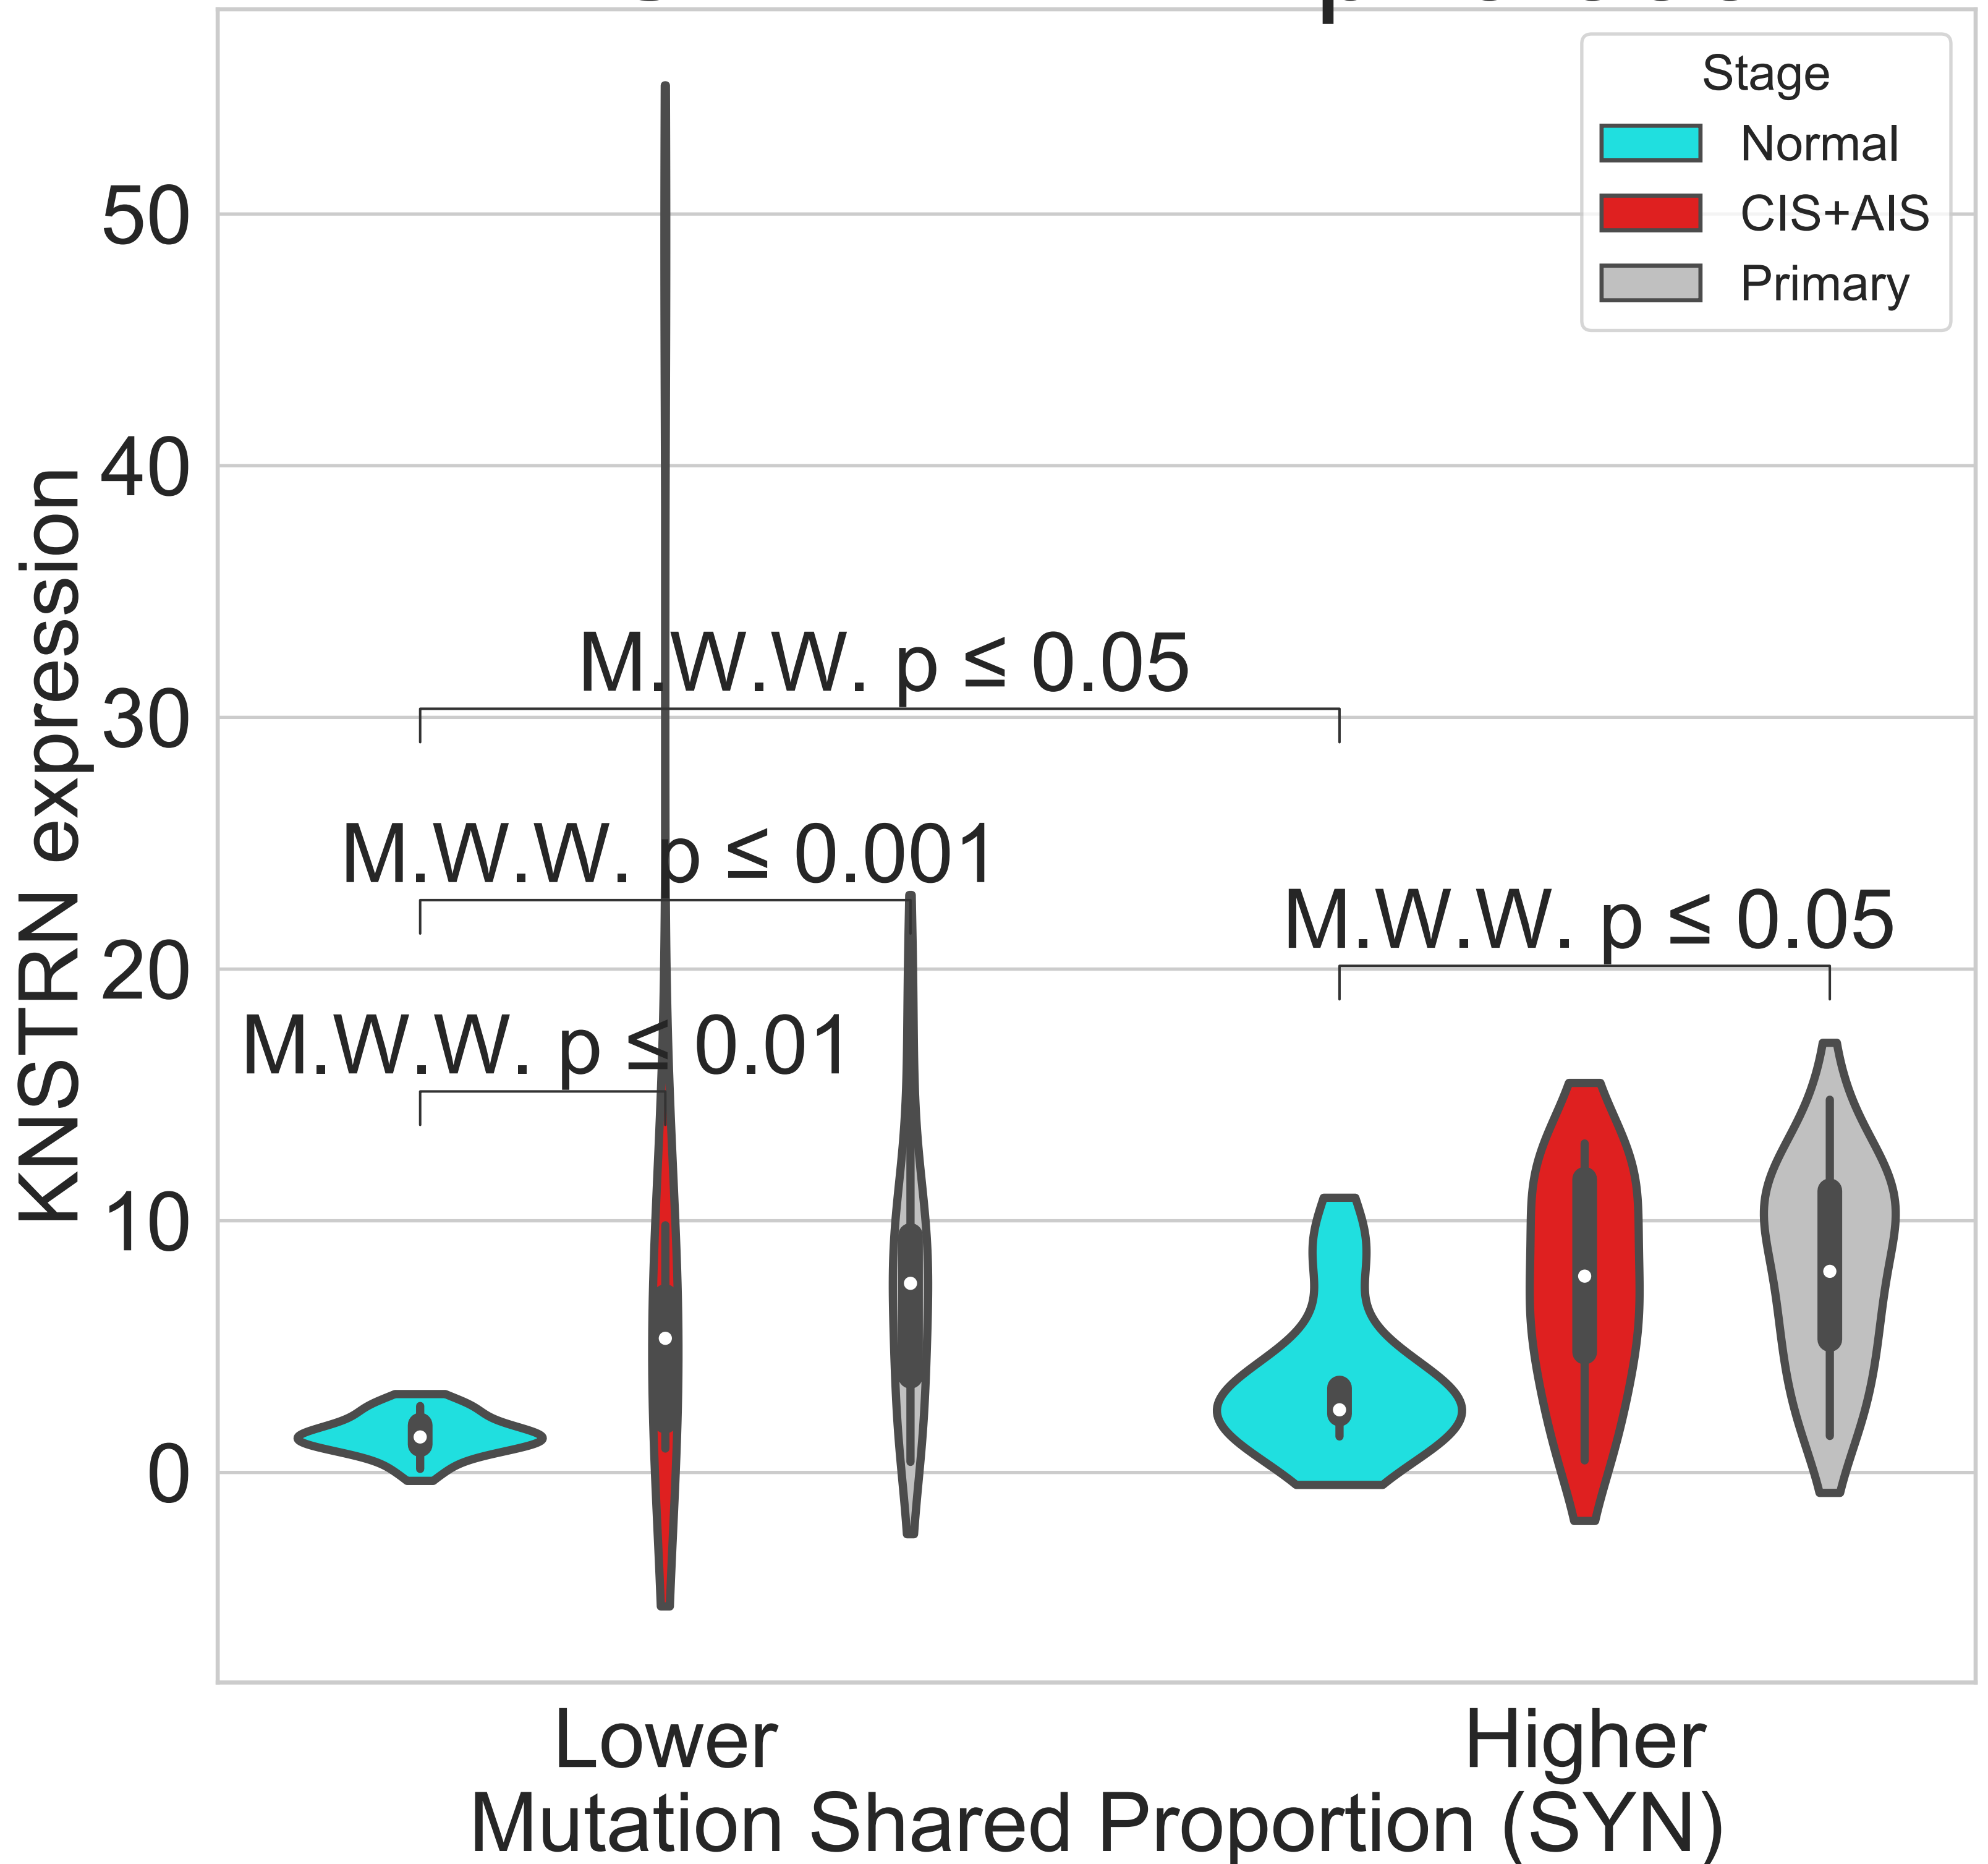 Stage
Normal
CIS+AIS
Primary
50
40
30
20
10
0
KNSTRN expression
M.W.W. p ≤ 0.05
M.W.W. p ≤ 0.001
M.W.W. p ≤ 0.05
M.W.W. p ≤ 0.01
Lower
Higher
Mutation Shared Proportion (SYN)